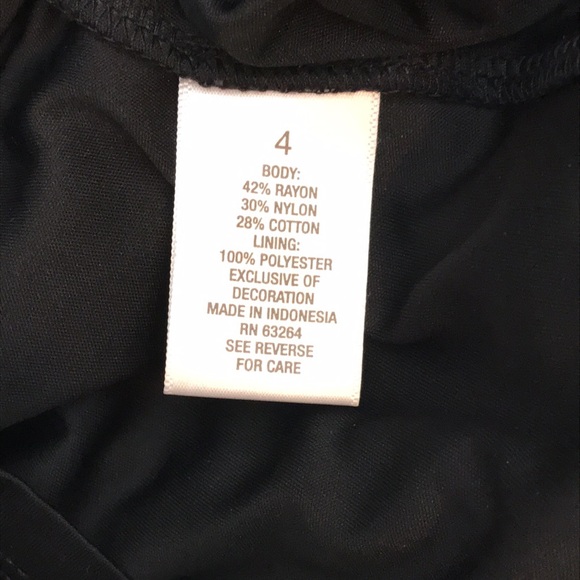 4
BODY:
42% RAYON
30% NYLON
28% COTTON
LINING:
100% POLYESTER
EXCLUSIVE OF
DECORATION
MADE IN INDONESIA
RN 63264
SEE REVERSE
FOR CARE